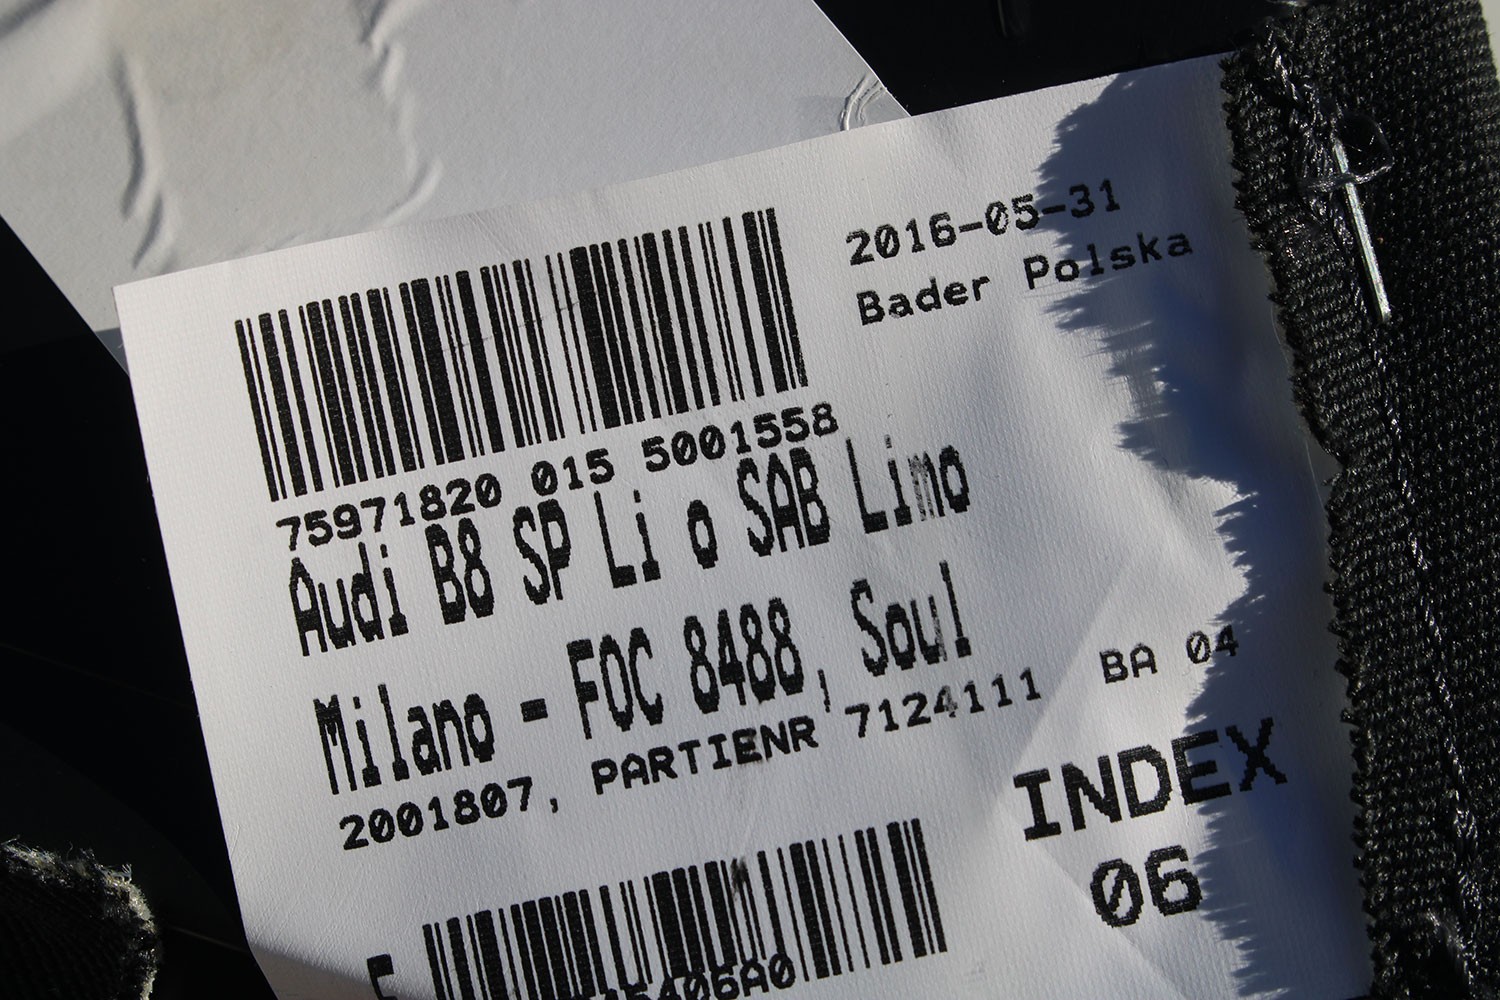 2016-05-31
Bader Polska
75971820 015 5001558
Audi B8 SP Li o SAB Limo
Milano - FOC 8488, Soul
2001807, PARTIENR 7124111 BA 04
INDEX
06